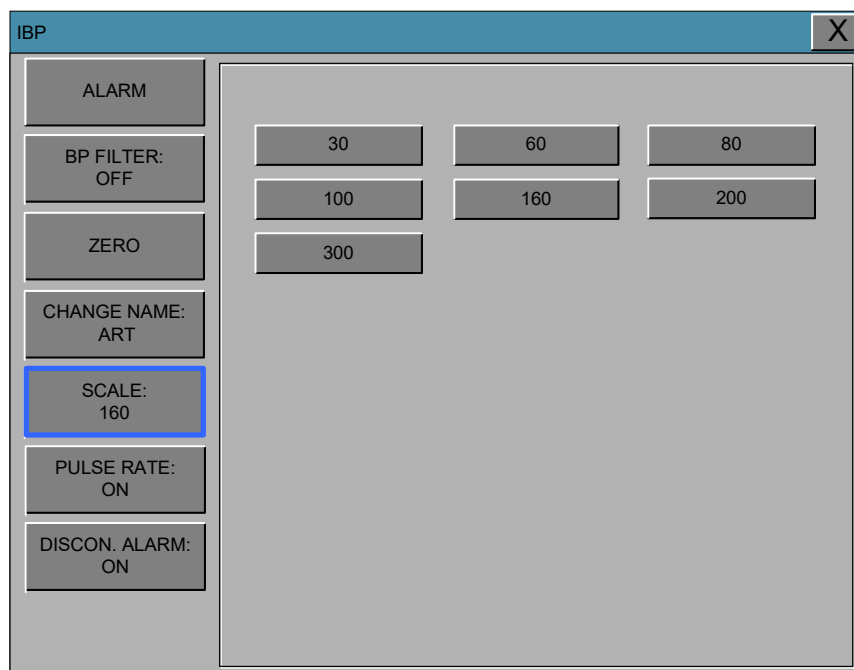 IBP
X
ALARM
BP FILTER:
OFF
ZERO
CHANGE NAME:
ART
SCALE:
160
PULSE RATE:
ON
DISCON. ALARM:
ON
30 60 80
100 160 200
300